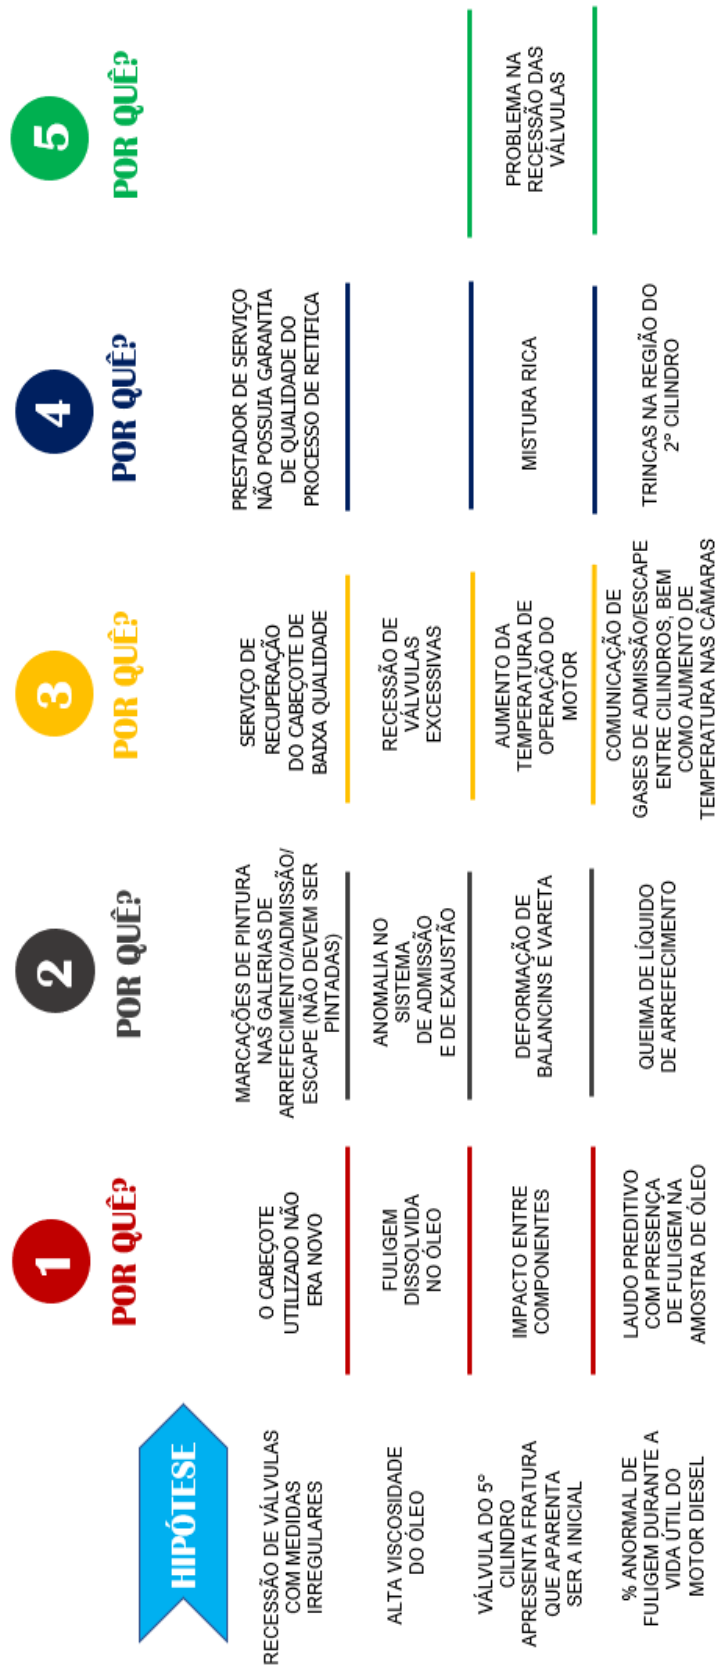 HIPÓTESE
1
POR QUÊ?
2
POR QUÊ?
3
POR QUÊ?
4
POR QUÊ?
5
POR QUÊ?
RECESSÃO DE VÁLVULAS
COM MEDIDAS
IRREGULARES
O CABEÇOTE
UTILIZADO NÃO
ERA NOVO
MARCAÇÕES DE PINTURA
NAS GALERIAS DE
ARREFECIMENTO/ADMISSÃO/
ESCAPE (NÃO DEVEM SER
PINTADAS)
SERVIÇO DE
RECUPERAÇÃO
DO CABEÇOTE DE
BAIXA QUALIDADE
PRESTADOR DE SERVIÇO
NÃO POSSUIA GARANTIA
DE QUALIDADE DO
PROCESSO DE RETIFICA
ALTA VISCOSIDADE
DO ÓLEO
FULIGEM
DISSOLVIDA
NO ÓLEO
ANOMALIA NO
SISTEMA
DE ADMISSÃO
E DE EXAUSTÃO
RECESSÃO DE
VÁLVULAS
EXCESSIVAS
VÁLVULA DO 5°
CILINDRO
APRESENTA FRATURA
QUE APARENTA
SER A INICIAL
IMPACTO ENTRE
COMPONENTES
DEFORMAÇÃO DE
BALANCINS E VARETA
AUMENTO DA
TEMPERATURA DE
OPERAÇÃO DO
MOTOR
MISTURA RICA
PROBLEMA NA
RECESSÃO DAS
VÁLVULAS
% ANORMAL DE
FULIGEM DURANTE A
VIDA ÚTIL DO
MOTOR DIESEL
LAUDO PREDITIVO
COM PRESENÇA
DE FULIGEM NA
AMOSTRA DE ÓLEO
QUEIMA DE LÍQUIDO
DE ARREFECIMENTO
COMUNICAÇÃO DE
GASES DE ADMISSÃO/ESCAPE
ENTRE CILINDROS, BEM
COMO AUMENTO DE
TEMPERATURA NAS CÂMARAS
TRINCAS NA REGIÃO DO
2° CILINDRO